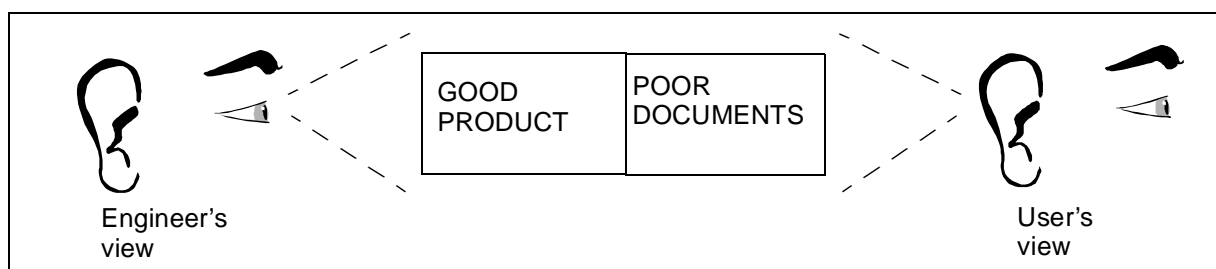 GOOD
PRODUCT
POOR
DOCUMENTS
Engineer’s
view
User’s
view